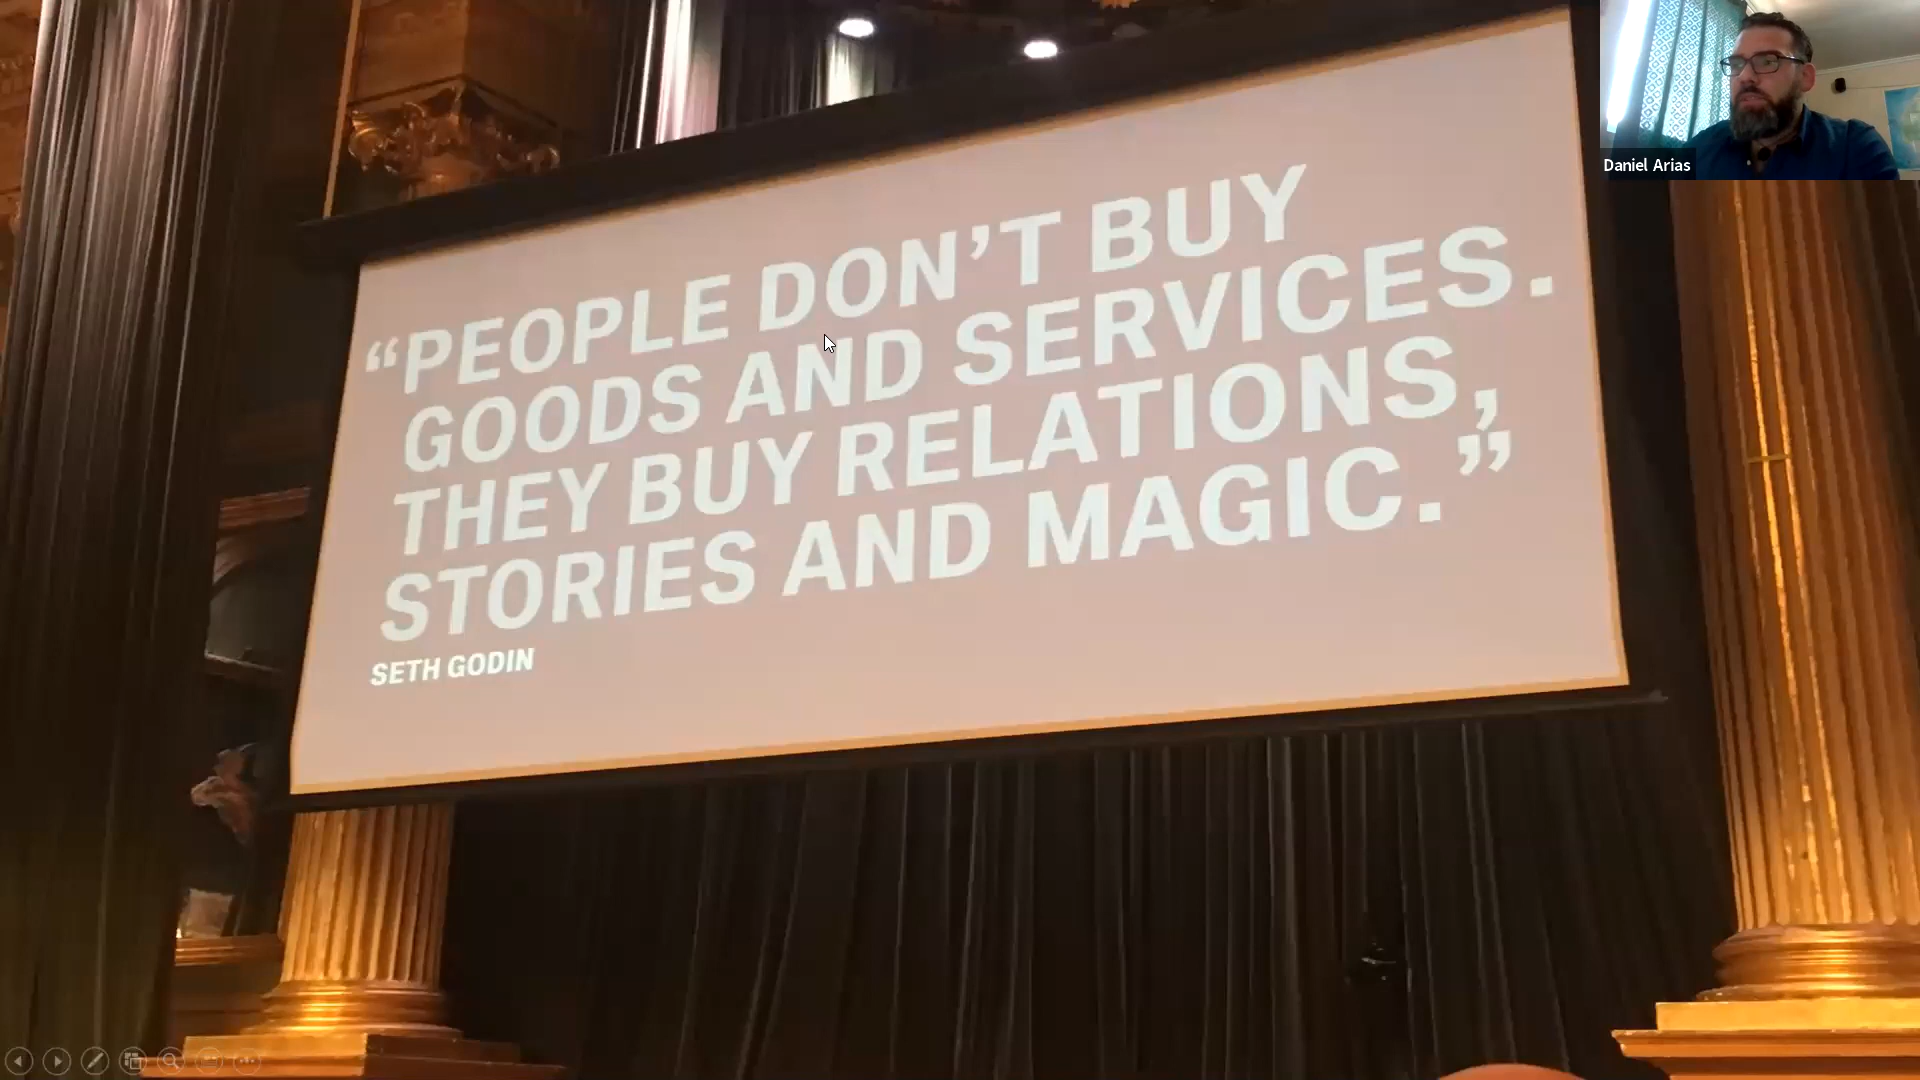 “PEOPLE DON’T BUY
GOODS AND SERVICES.
THEY BUY RELATIONS,
STORIES AND MAGIC.”
SETH GODIN
Daniel Arias